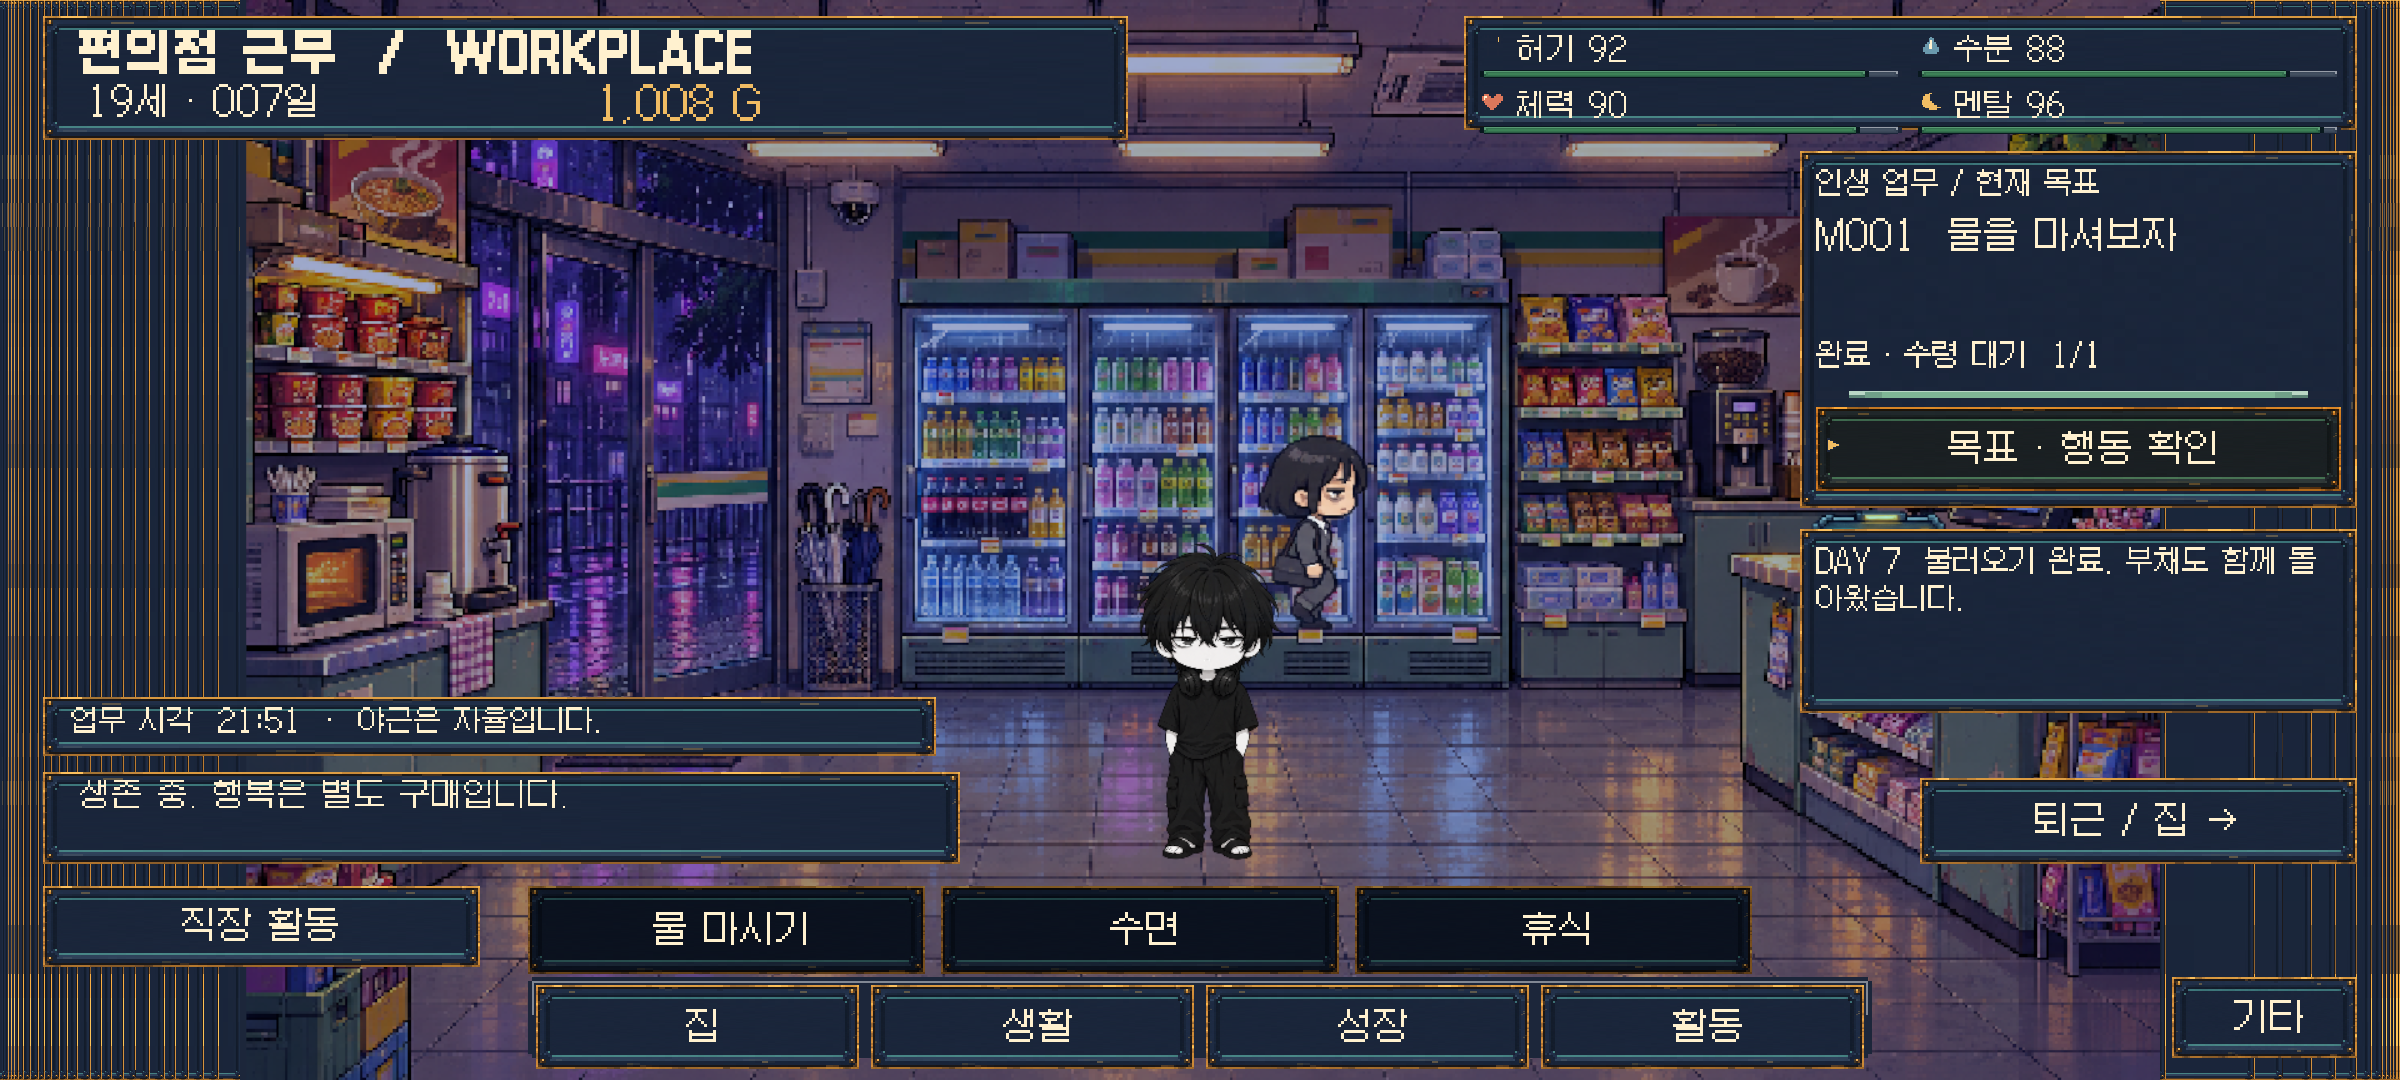 편의점 근무 / WORKPLACE
19세 · 007일 1,008 G
허기 92 수분 88
체력 90 멘탈 96
인생 업무 / 현재 목표
M001 물을 마셔보자
완료 · 수령 대기 1/1
목표 · 행동 확인
DAY 7 불러오기 완료. 부채도 함께 돌
아왔습니다.
업무 시각 21:51 · 야근은 자율입니다.
생존 중. 행복은 별도 구매입니다.
퇴근 / 집 →
직장 활동 물 마시기 수면 휴식
집 생활 성장 활동 기타